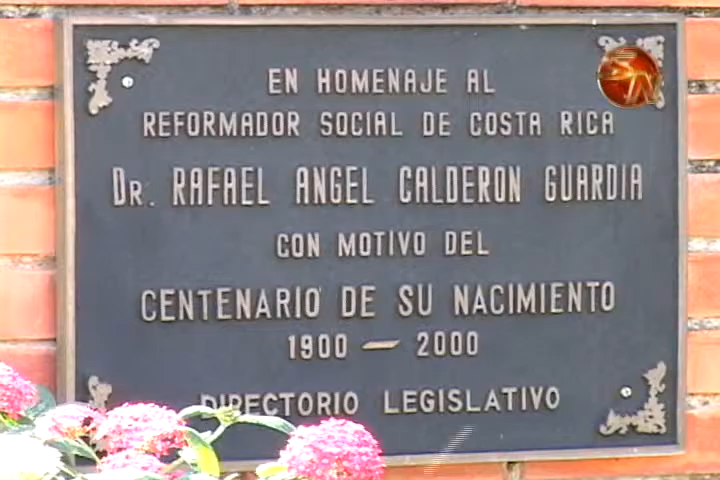 EN HOMENAJE AL
REFORMADOR SOCIAL DE COSTA RICA
DR. RAFAEL ANGEL CALDERON GUARDIA
CON MOTIVO DEL
CENTENARIO DE SU NACIMIENTO
1900 — 2000
DIRECTORIO LEGISLATIVO